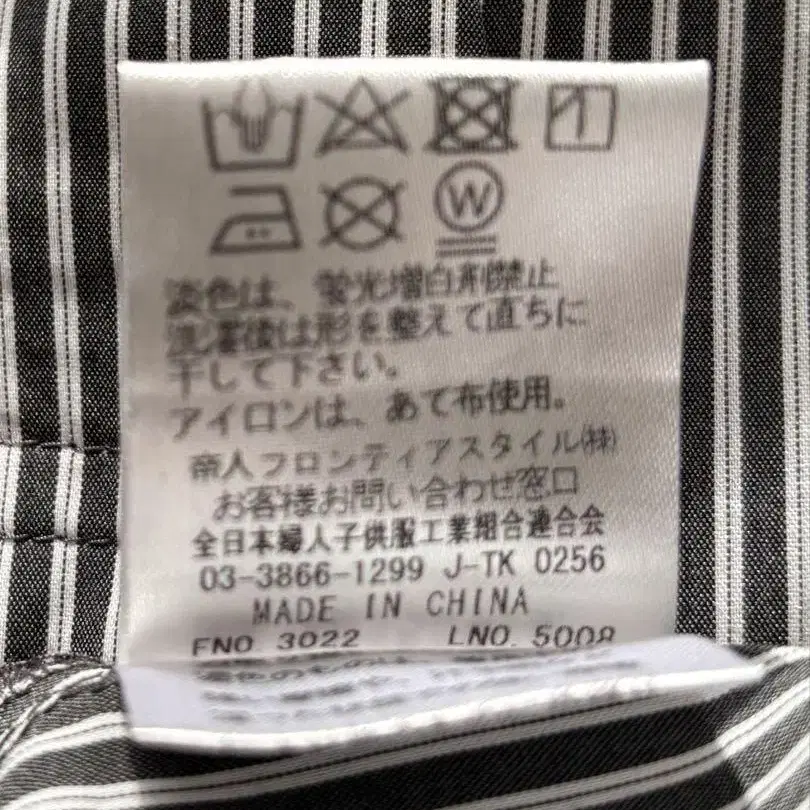 W
淡色は、蛍光増白剤禁止
洗濯後は形を整えて直ちに
干して下さい。
アイロンは、あて布使用。
帝人フロンティアスタイル(株)
お客様お問い合わせ窓口
全日本婦人子供服工業組合連合会
03-3866-1299 J-TK 0256
MADE IN CHINA
FNO. 3022 LNO. 5008